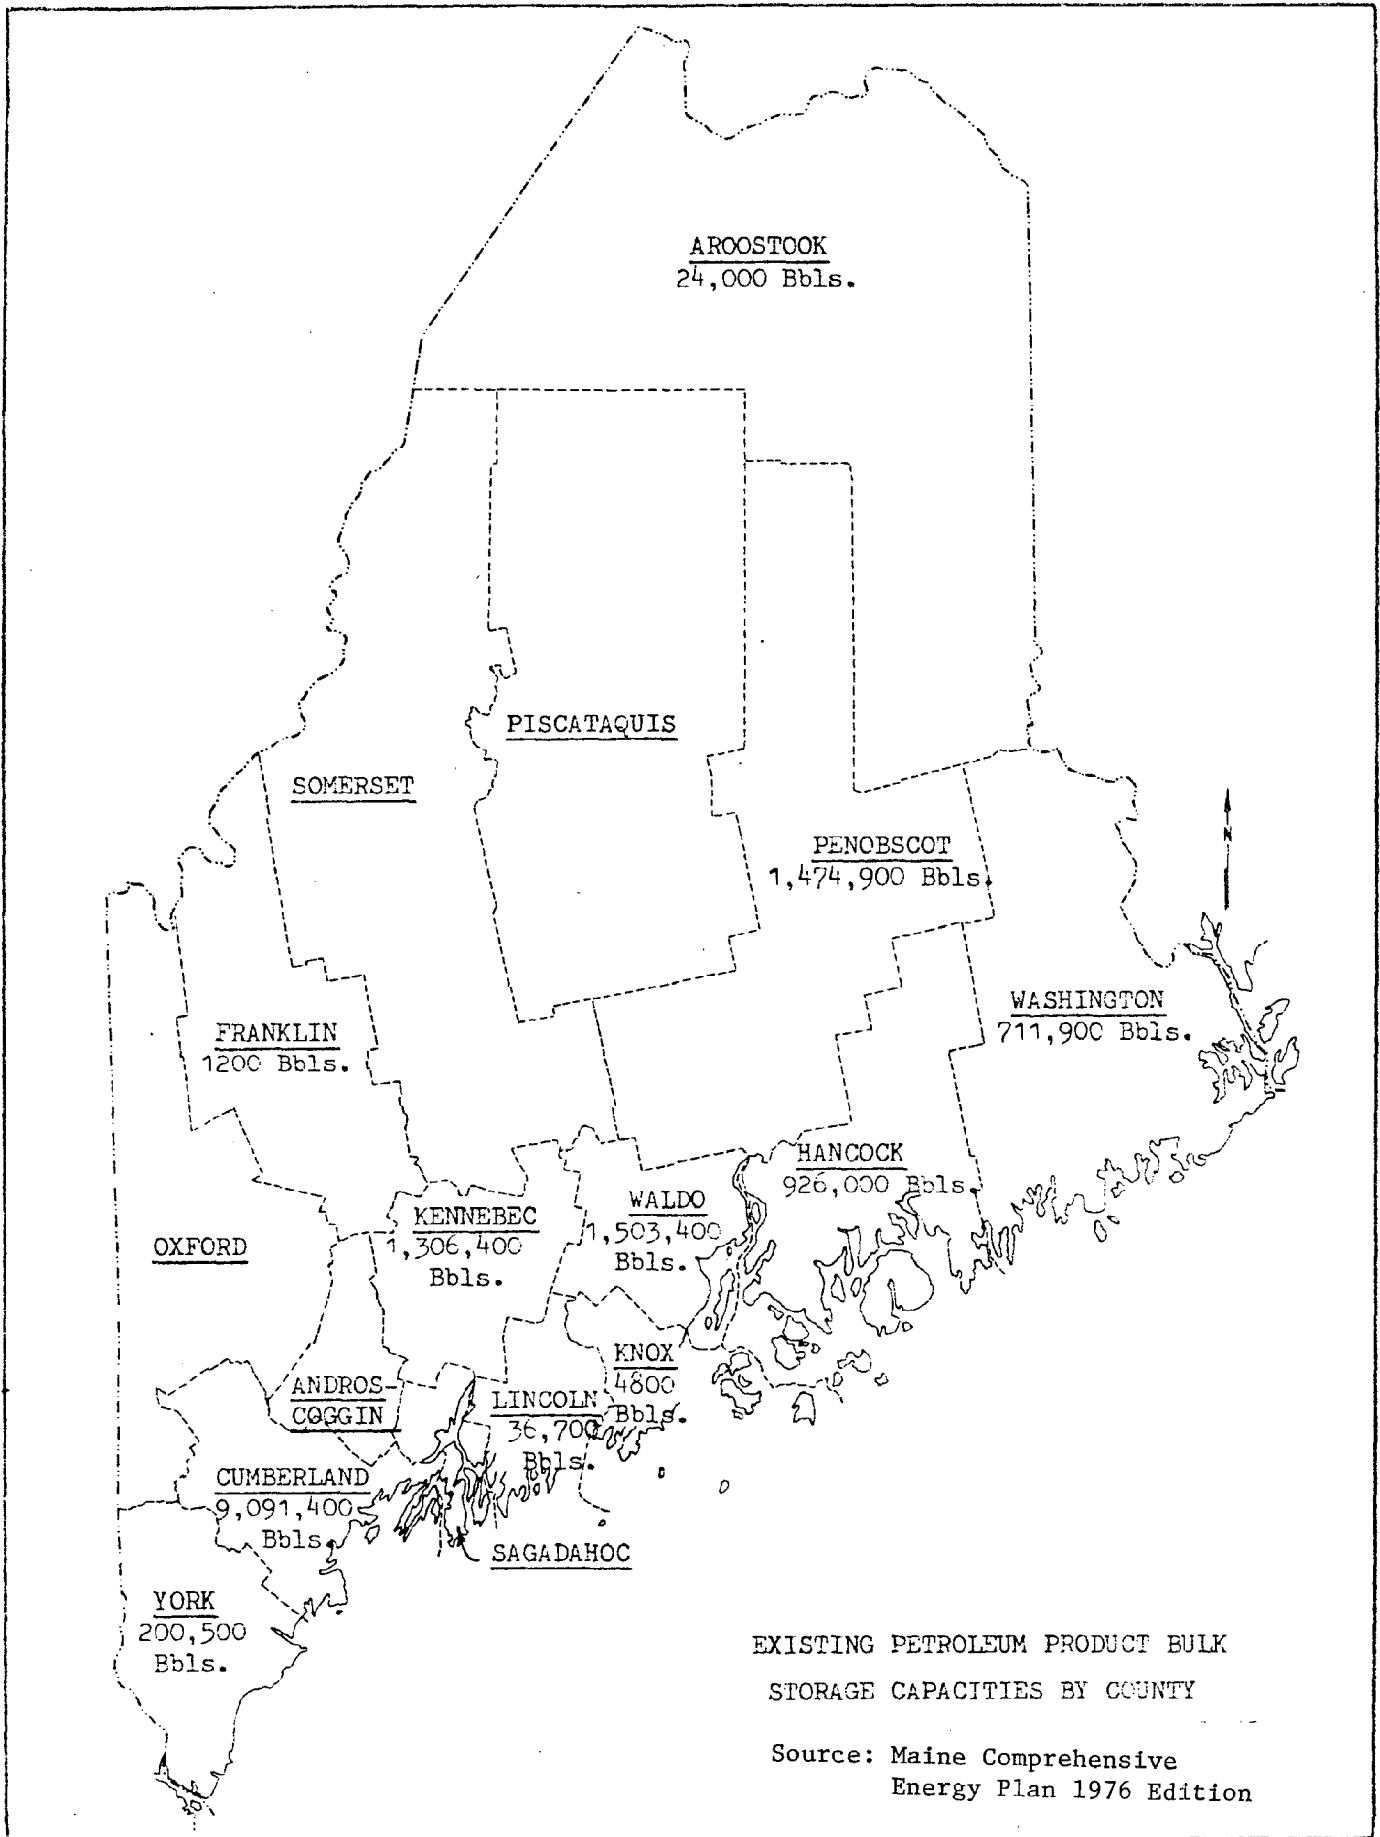 AROOSTOOK
24,000 Bbls.
PISCATAQUIS
SOMERSET
PENOBSCOT
1,474,900 Bbls.
N
WASHINGTON
711,900 Bbls.
FRANKLIN
1200 Bbls.
HANCOCK
926,000 Bbls.
WALDO
1,503,400
Bbls.
KENNEBEC
1,306,400
Bbls.
OXFORD
KNOX
4800
Bbls.
ANDROS-
COGGIN
LINCOLN
36,700
Bbls.
CUMBERLAND
9,091,400
Bbls.
SAGADAHOC
YORK
200,500
Bbls.
EXISTING PETROLEUM PRODUCT BULK
STORAGE CAPACITIES BY COUNTY
Source: Maine Comprehensive
Energy Plan 1976 Edition